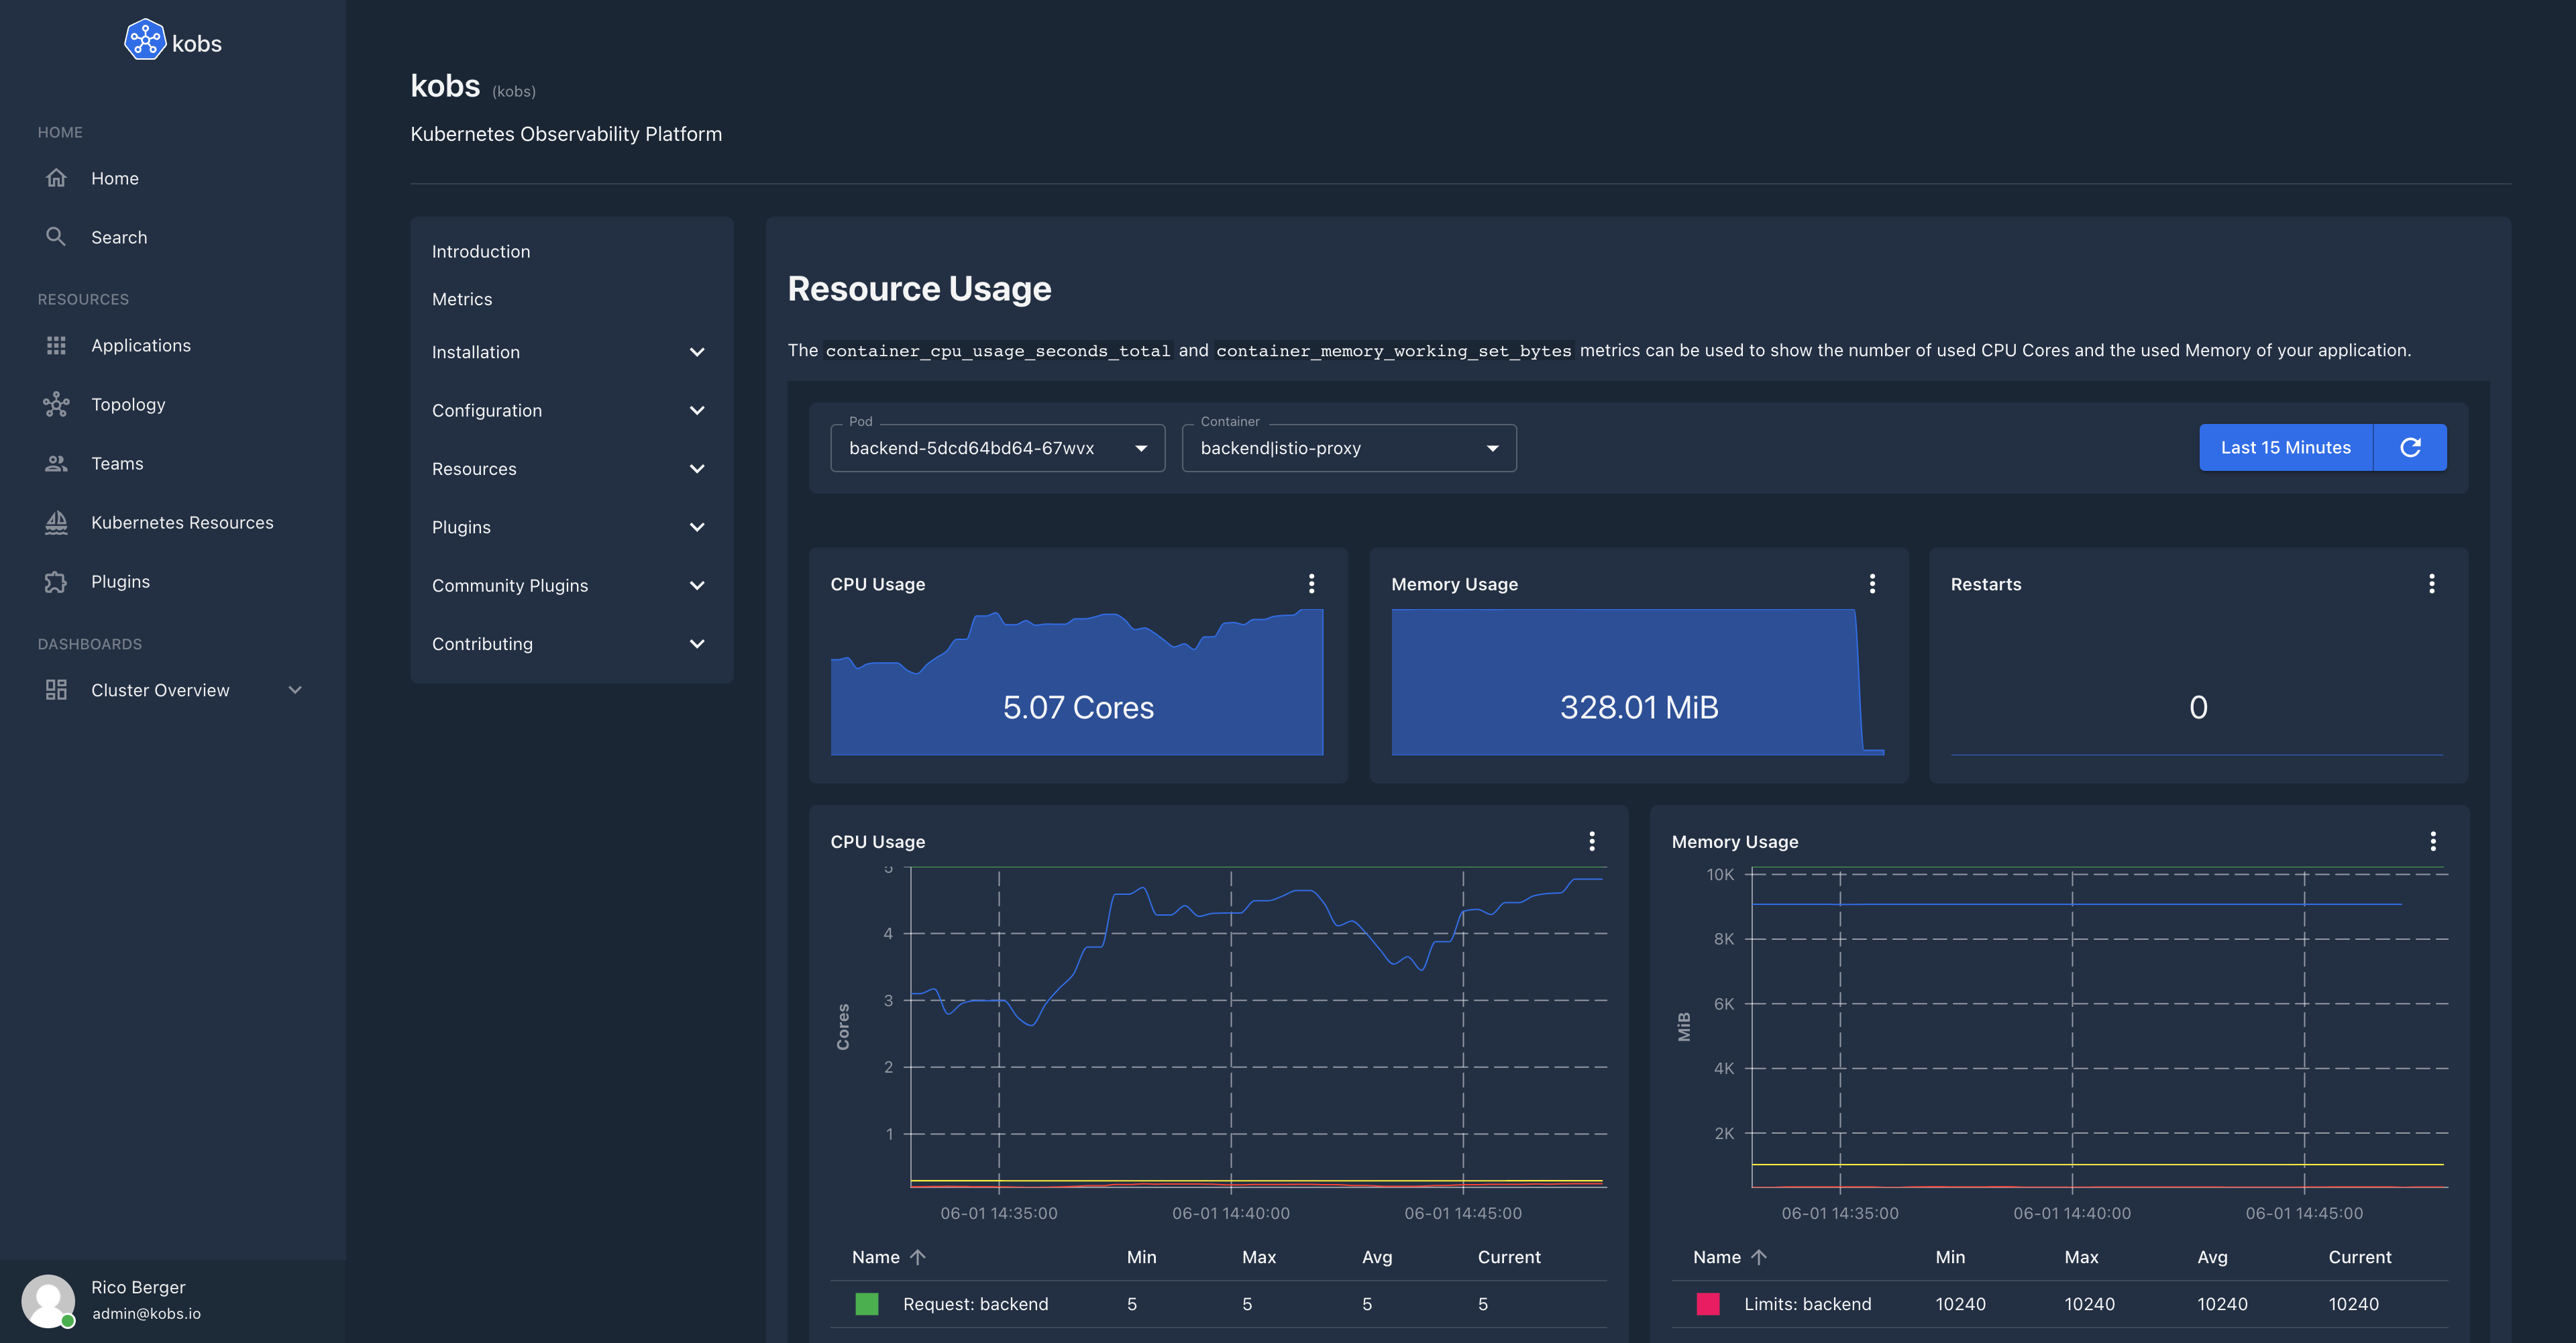 kobs
HOME
Home
Search
RESOURCES
Applications
Topology
Teams
Kubernetes Resources
Plugins
DASHBOARDS
Cluster Overview
Rico Berger
admin@kobs.io
kobs (kobs)
Kubernetes Observability Platform
Introduction
Metrics
Installation
Configuration
Resources
Plugins
Community Plugins
Contributing
Resource Usage
The container_cpu_usage_seconds_total and container_memory_working_set_bytes metrics can be used to show the number of used CPU Cores and the used Memory of your application.
Pod
backend-5dcd64bd64-67wvx
Container
backend|istio-proxy
Last 15 Minutes
CPU Usage
5.07 Cores
Memory Usage
328.01 MiB
Restarts
0
CPU Usage
5
4
3
2
1
Cores
06-01 14:35:00 06-01 14:40:00 06-01 14:45:00
Name Min Max Avg Current
Request: backend 5 5 5 5
Memory Usage
10K
8K
6K
4K
2K
MiB
06-01 14:35:00 06-01 14:40:00 06-01 14:45:00
Name Min Max Avg Current
Limits: backend 10240 10240 10240 10240